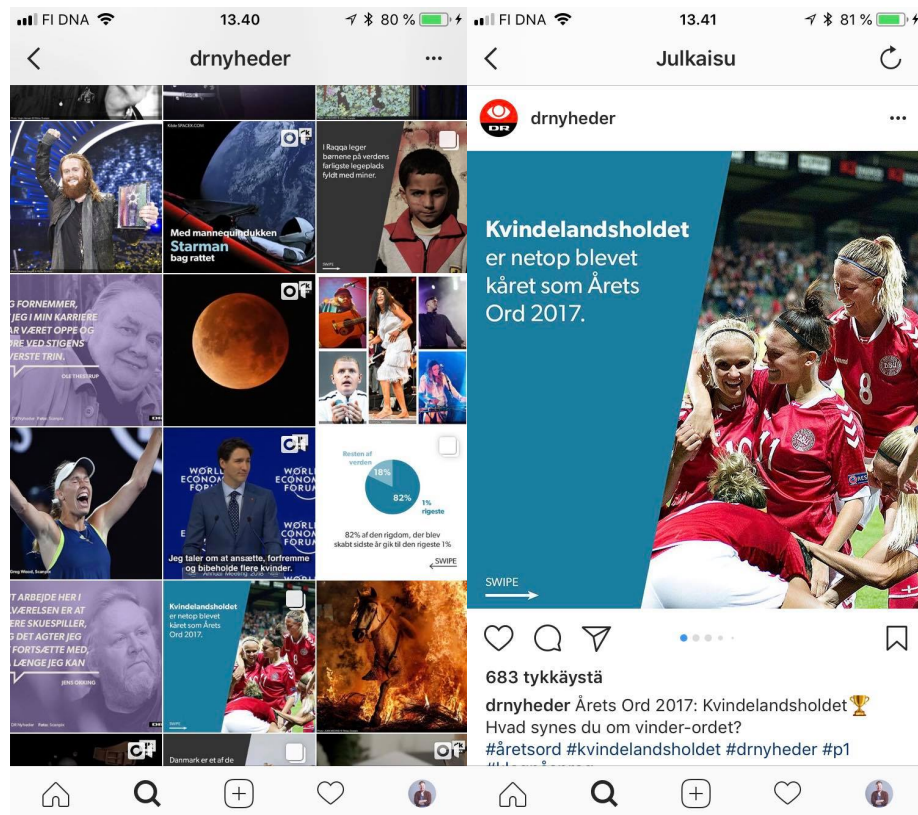 FI DNA
13.40
80 %
drnyheder
Kilde SPACEX.COM
Med mannequindukken
Starman
bag rattet
I Raqqa leger
børnene på verdens
farligste legeplads
fyldt med miner.
SWIPE
FORNEMMER,
JEG I MIN KARRIERE
AR VÆRET OPPE OG
RE VED STIGENS
VERSTE TRIN.
OLE THESTRUP
WORLD
ECONOMIC
FORUM
Jeg taler om at ansætte, forfremme
og bibeholde flere kvinder.
Resten af
verden
18%
82%
1%
rigeste
82% af den rigdom, der blev
skabt sidste år gik til den rigeste 1%
SWIPE
T ARBEJDE HER I
VÆRELSEN ER AT
ERE SKUESPILLER,
G DET AGTER JEG
FORTSÆTTE MED,
LÆNGE JEG KAN
Kvindelandsholdet
er netop blevet
kåret som Årets
Ord 2017.
SWIPE
Danmark er et af de
FI DNA
13.41
81 %
Julkaisu
DR
drnyheder
Kvindelandsholdet
er netop blevet
kåret som Årets
Ord 2017.
SWIPE
8
11
683 tykkäystä
drnyheder Årets Ord 2017: Kvindelandsholdet🏆
Hvad synes du om vinder-ordet?
#åretsord #kvindelandsholdet #drnyheder #p1